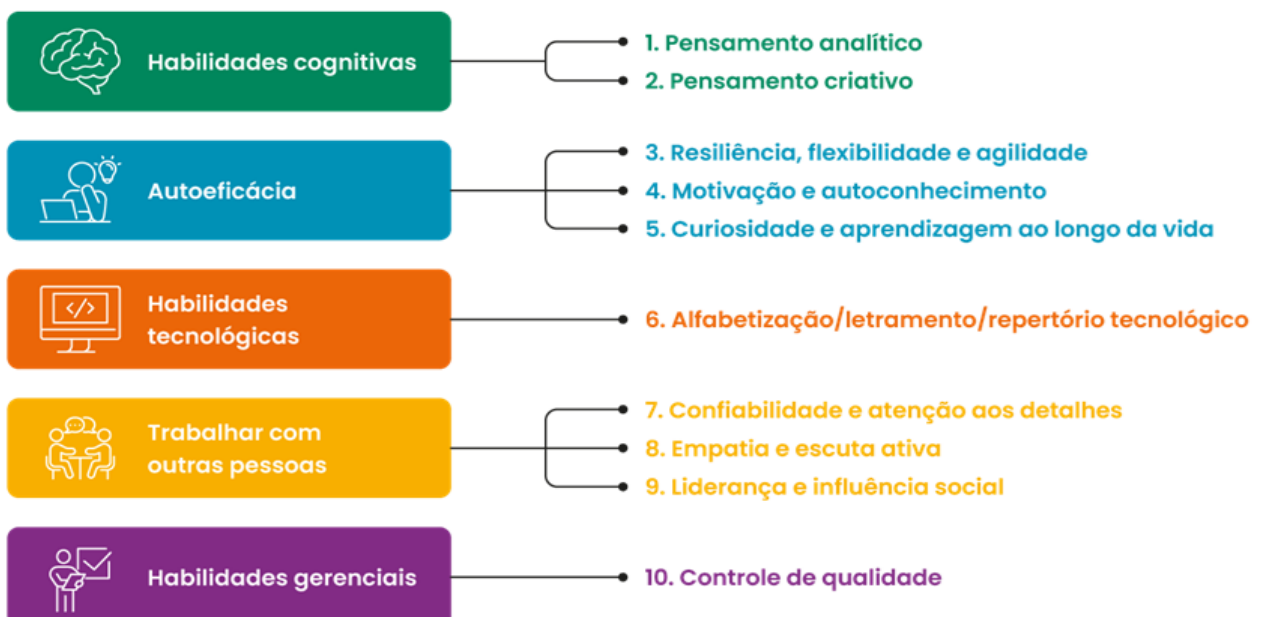 Habilidades cognitivas
1. Pensamento analítico
2. Pensamento criativo
Autoeficácia
3. Resiliência, flexibilidade e agilidade
4. Motivação e autoconhecimento
5. Curiosidade e aprendizagem ao longo da vida
</>
Habilidades
tecnológicas
6. Alfabetização/letramento/repertório tecnológico
Trabalhar com
outras pessoas
7. Confiabilidade e atenção aos detalhes
8. Empatia e escuta ativa
9. Liderança e influência social
Habilidades gerenciais
10. Controle de qualidade